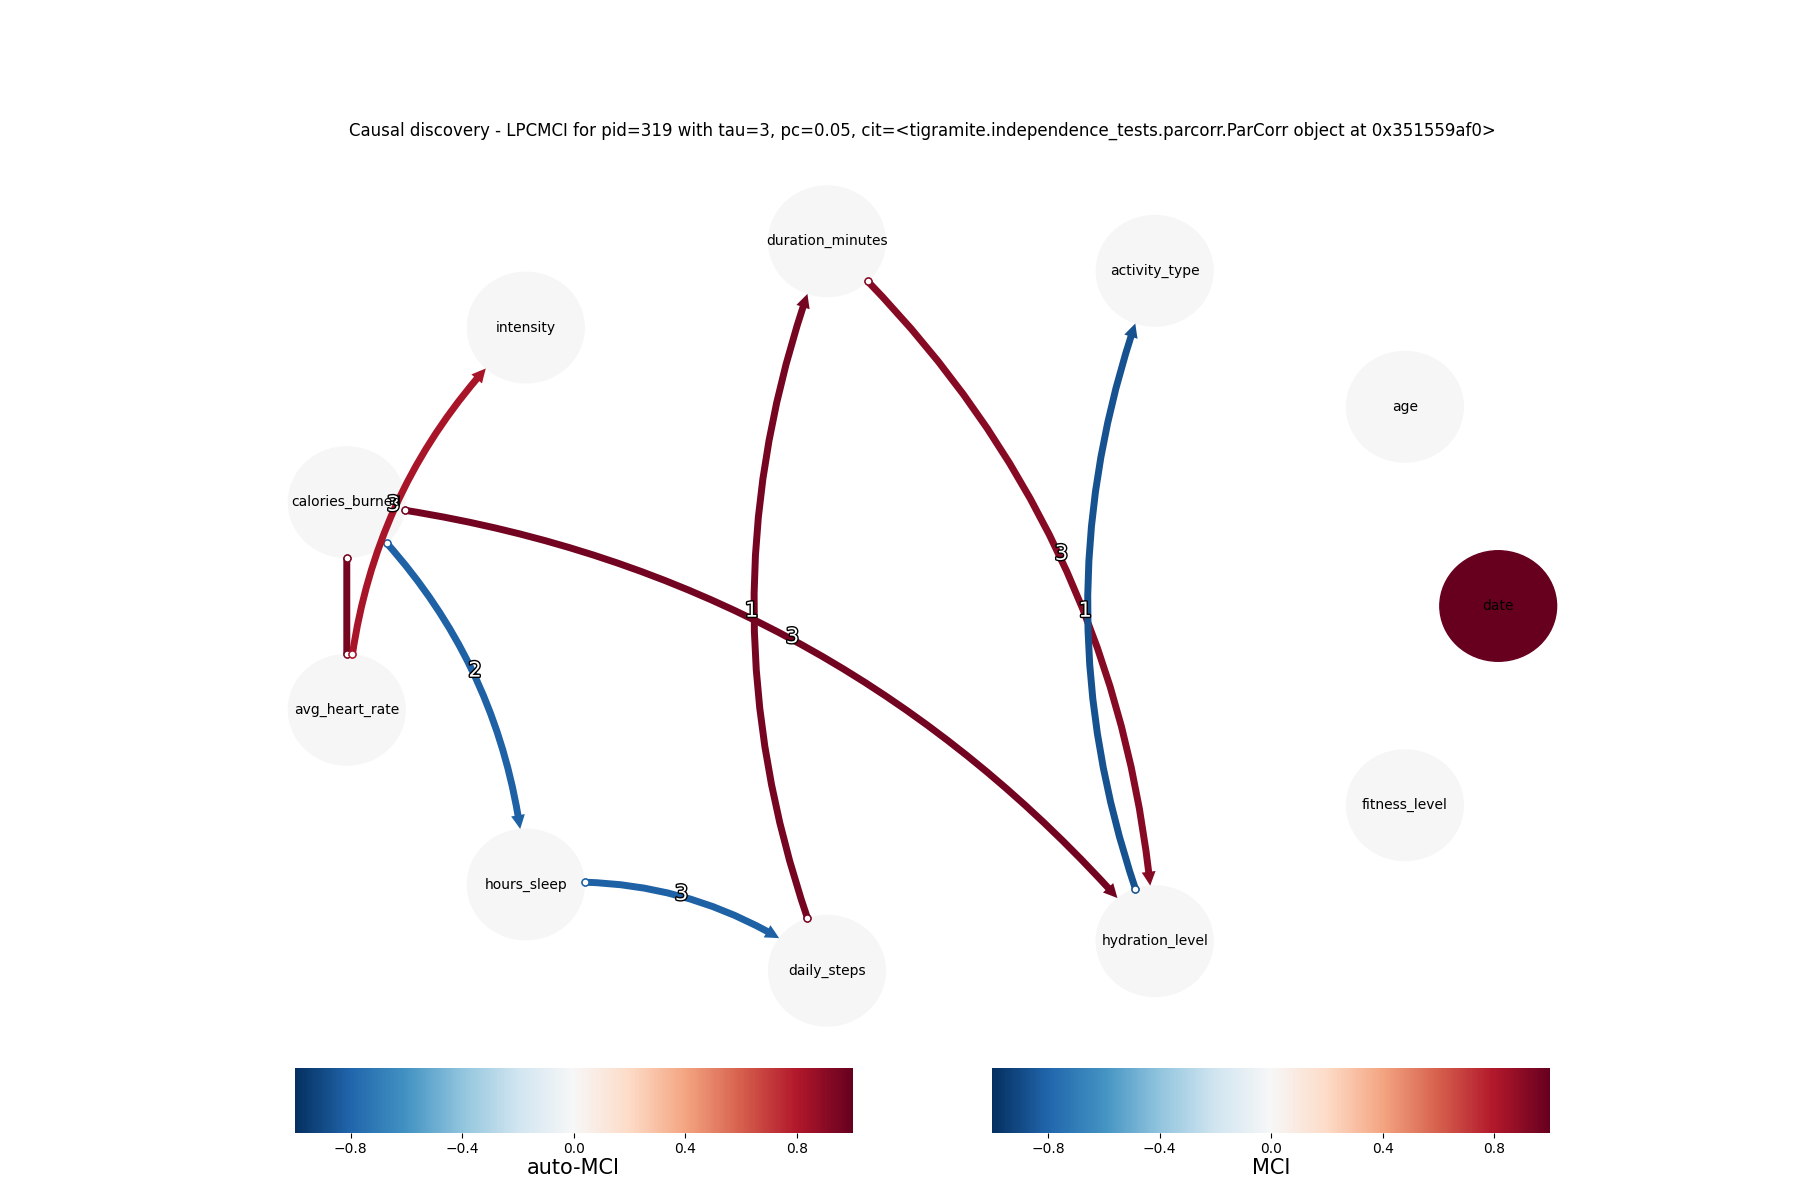 Causal discovery - LPCMCI for pid=319 with tau=3, pc=0.05, cit=<tigramite.independence_tests.parcorr.ParCorr object at 0x351559af0>
duration_minutes
activity_type
intensity
age
calories_burned
3
3
date
1
1
3
2
avg_heart_rate
fitness_level
hours_sleep
3
hydration_level
daily_steps
−0.8 −0.4 0.0 0.4 0.8
auto-MCI
−0.8 −0.4 0.0 0.4 0.8
MCI